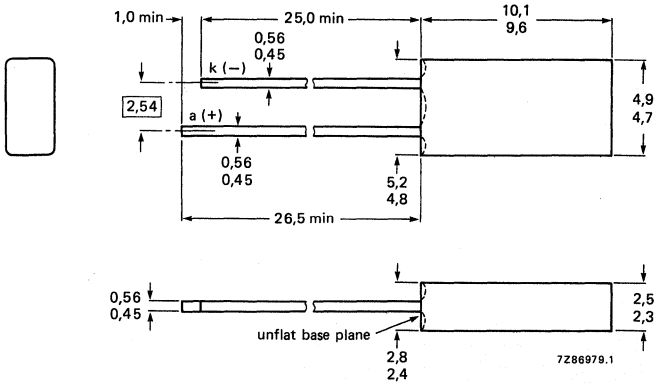 1,0 min
25,0 min
10,1
9,6
0,56
0,45
k (−)
2,54
a (+)
4,9
4,7
0,56
0,45
5,2
4,8
26,5 min
0,56
0,45
2,5
2,3
unflat base plane
2,8
2,4
7Z86979.1